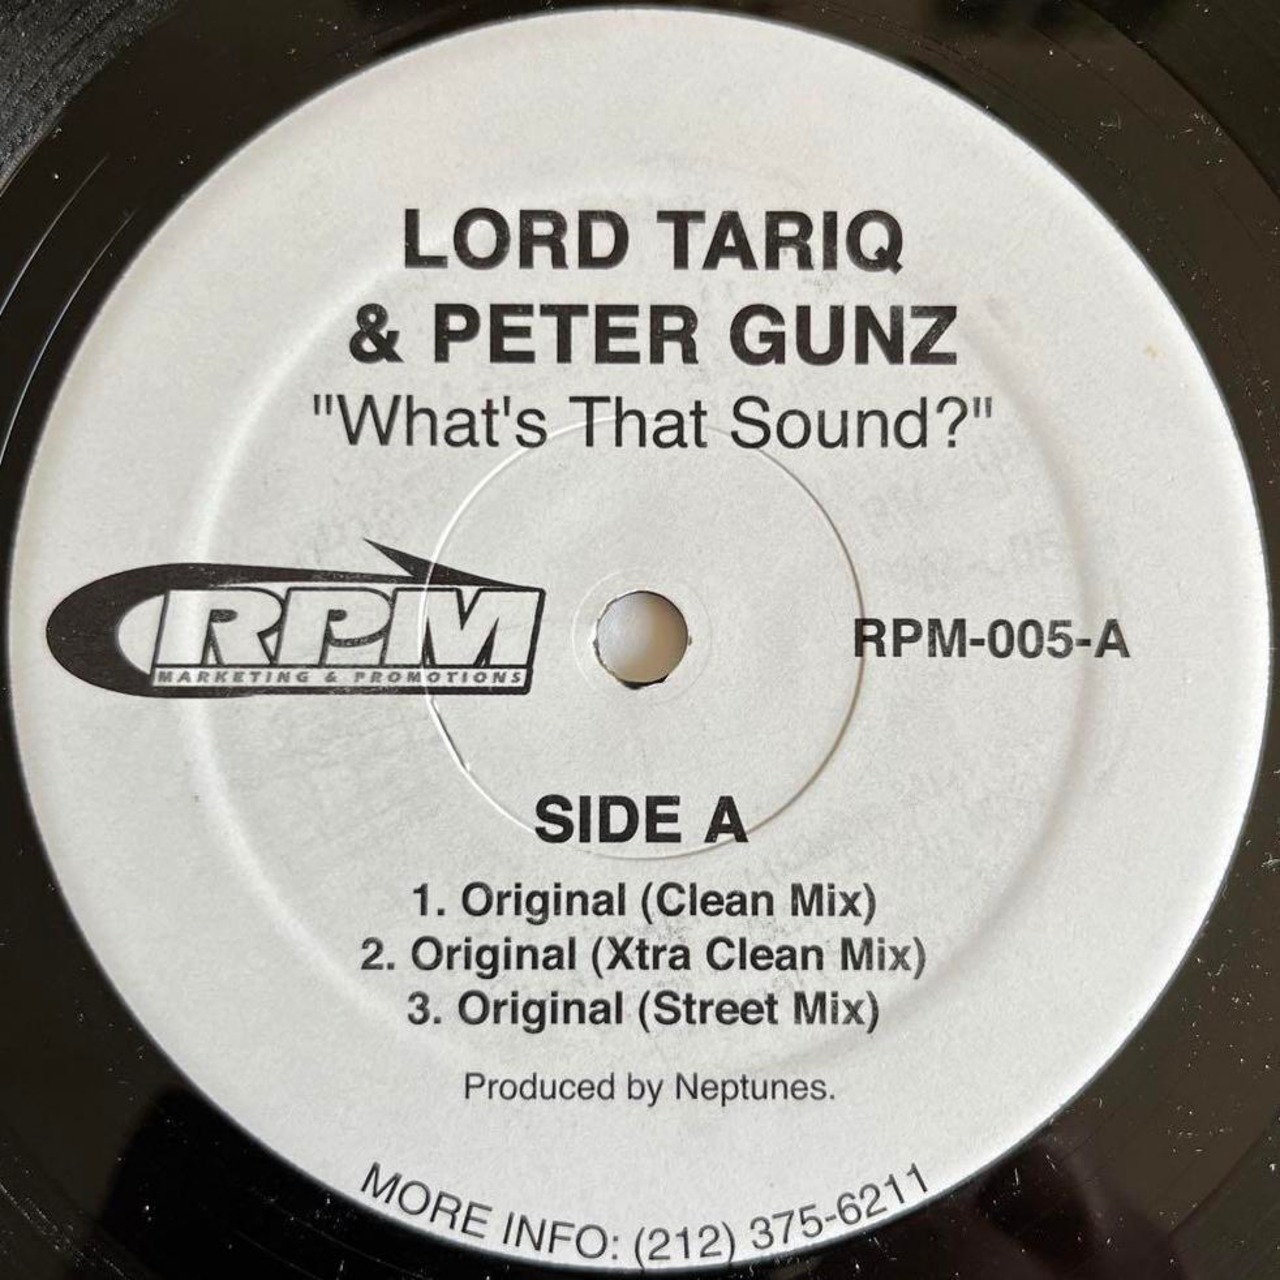 LORD TARIQ
& PETER GUNZ
"What's That Sound?"
RPM
MARKETING & PROMOTIONS
RPM-005-A
SIDE A
1. Original (Clean Mix)
2. Original (Xtra Clean Mix)
3. Original (Street Mix)
Produced by Neptunes.
MORE INFO: (212) 375-6211